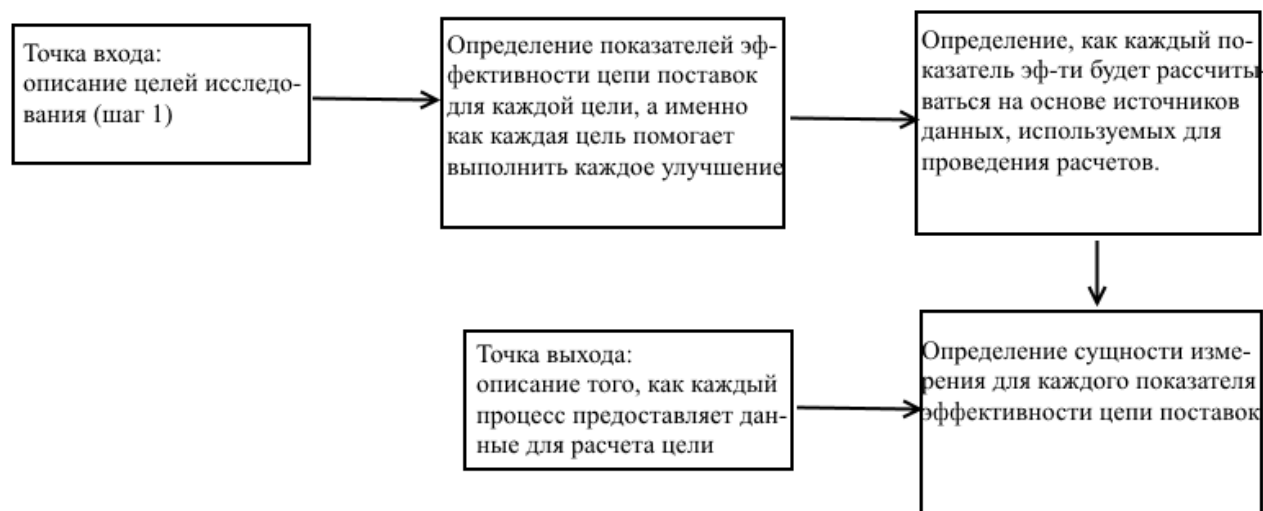 Точка входа:
описание целей исследо-
вания (шаг 1)
Определение показателей эф-
фективности цепи поставок
для каждой цели, а именно
как каждая цель помогает
выполнить каждое улучшение
Определение, как каждый по-
казатель эф-ти будет рассчиты-
ваться на основе источников
данных, используемых для
проведения расчетов.
Точка выхода:
описание того, как каждый
процесс предоставляет дан-
ные для расчета цели
Определение сущности изме-
рения для каждого показателя
эффективности цепи поставок